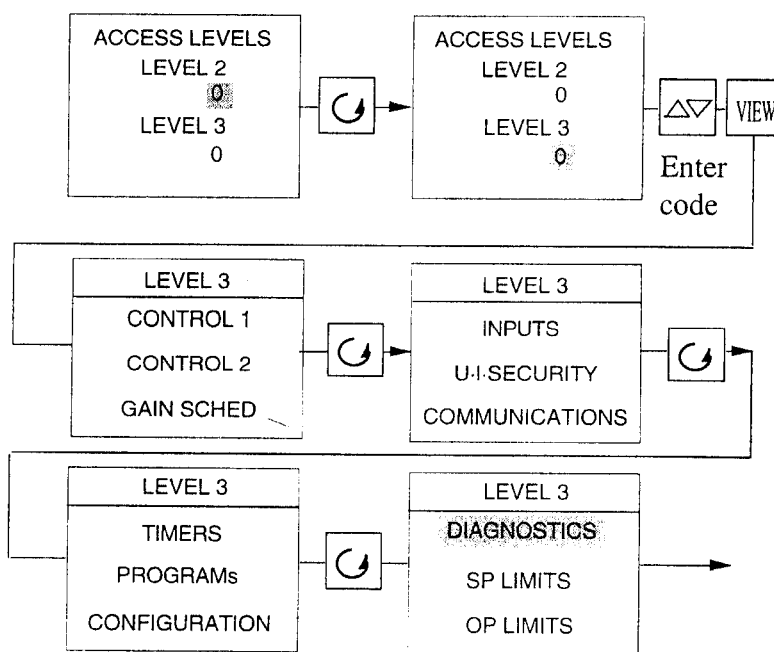 ACCESS LEVELS
LEVEL 2
0
LEVEL 3
0
ACCESS LEVELS
LEVEL 2
0
LEVEL 3
0
VIEW
Enter
code
LEVEL 3
CONTROL 1
CONTROL 2
GAIN SCHED
LEVEL 3
INPUTS
U·I·SECURITY
COMMUNICATIONS
LEVEL 3
TIMERS
PROGRAMs
CONFIGURATION
LEVEL 3
DIAGNOSTICS
SP LIMITS
OP LIMITS